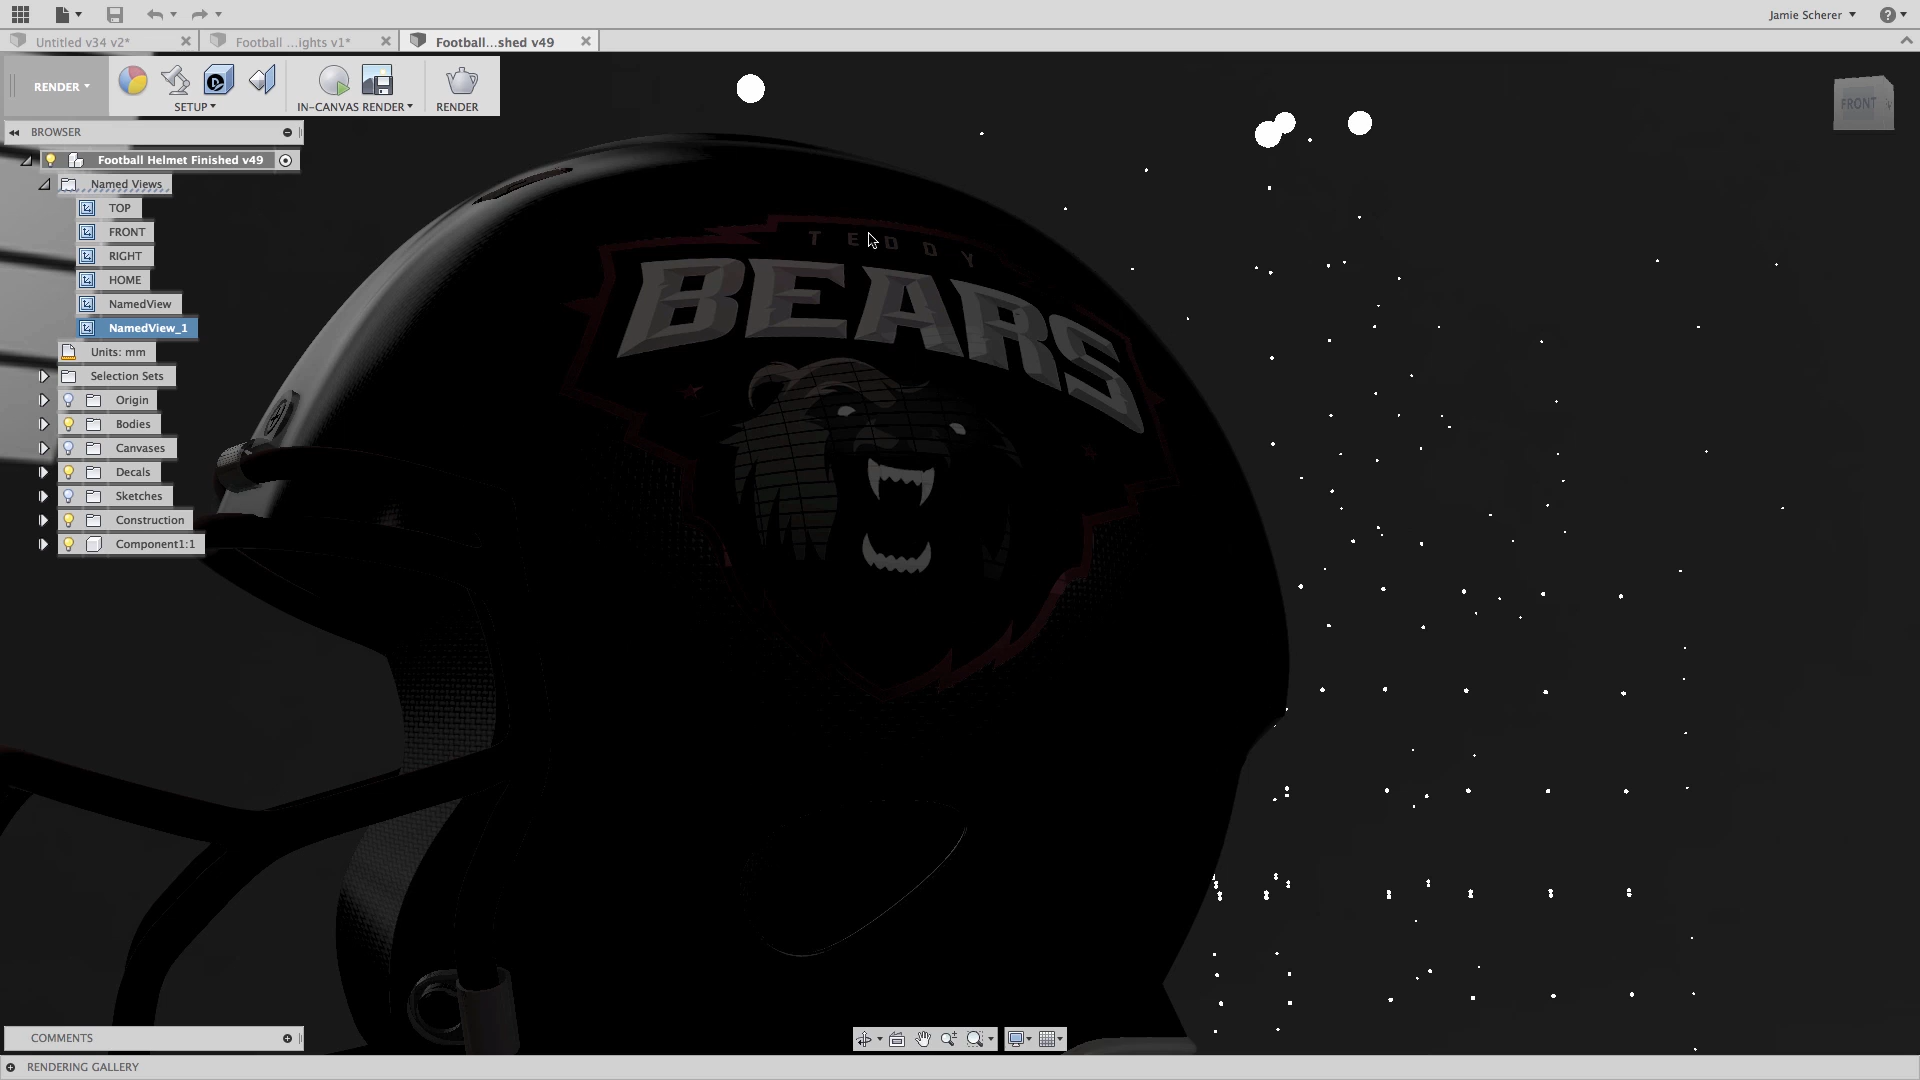 Jamie Scherer
Untitled v34 v2*
Football ...ights v1*
Football...shed v49
RENDER
SETUP
IN-CANVAS RENDER
RENDER
FRONT
BROWSER
Football Helmet Finished v49
Named Views
TOP
FRONT
RIGHT
HOME
NamedView
NamedView_1
Units: mm
Selection Sets
Origin
Bodies
Canvases
Decals
Sketches
Construction
Component1:1
TEDDY
BEARS
COMMENTS
RENDERING GALLERY